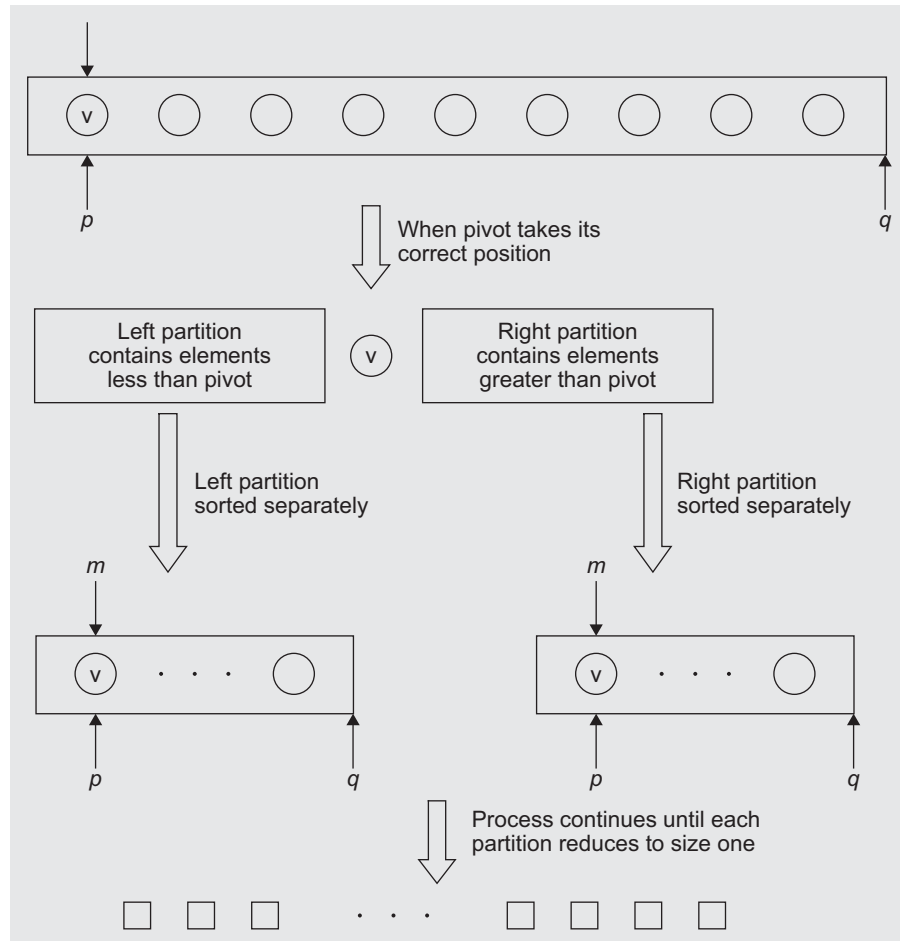 v
p
q
When pivot takes its
correct position
Left partition
contains elements
less than pivot
v
Right partition
contains elements
greater than pivot
Left partition
sorted separately
Right partition
sorted separately
m
m
v . . .
v . . .
p
q
p
q
Process continues until each
partition reduces to size one
. . .